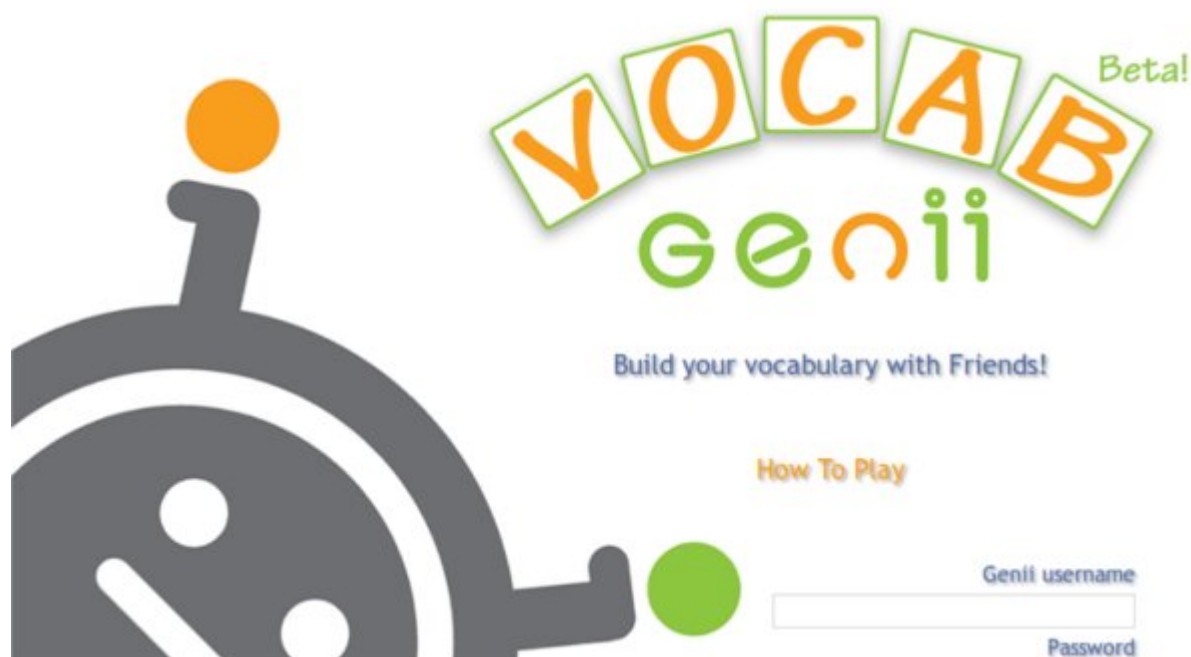 VOCAB
Beta!
Genii
Build your vocabulary with Friends!
How To Play
Genii username
Password